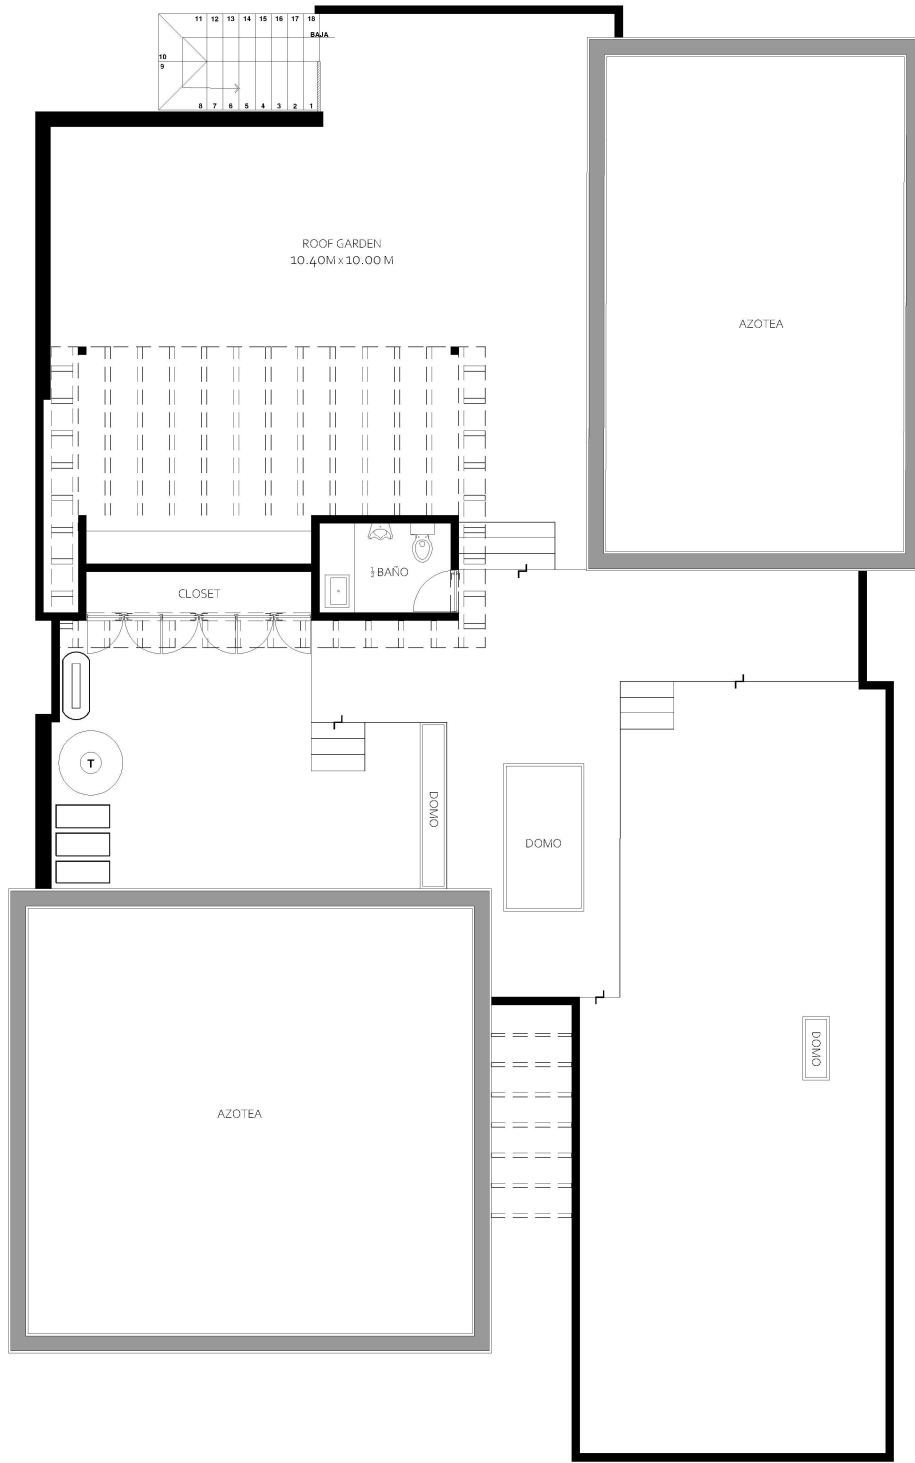 11 12 13 14 15 16 17 18
BAJA
10
9
8 7 6 5 4 3 2 1
ROOF GARDEN
10.40M x 10.00 M
AZOTEA
½ BAÑO
CLOSET
T
DOMO
DOMO
DOMO
AZOTEA